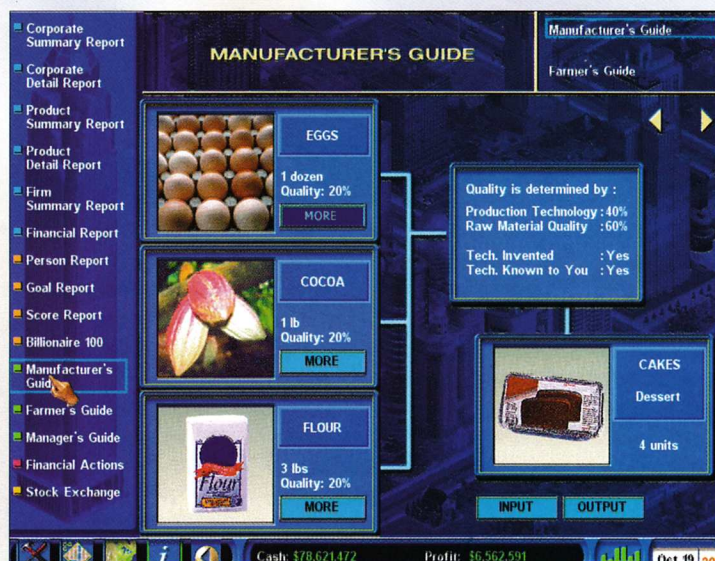 Corporate
Summary Report
Corporate
Detail Report
Product
Summary Report
Product
Detail Report
Firm
Summary Report
Financial Report
Person Report
Goal Report
Score Report
Billionaire 100
Manufacturer's
Guide
Farmer's Guide
Manager's Guide
Financial Actions
Stock Exchange
MANUFACTURER'S GUIDE
Manufacturer's Guide
Farmer's Guide
EGGS
1 dozen
Quality: 20%
MORE
COCOA
1 lb
Quality: 20%
MORE
FLOUR
3 lbs
Quality: 20%
MORE
Flour
Quality is determined by :
Production Technology : 40%
Raw Material Quality : 60%
Tech. Invented : Yes
Tech. Known to You : Yes
CAKES
Dessert
4 units
INPUT
OUTPUT
i
Cash: $78,621,472
Profit: $6,562,591
Oct 19